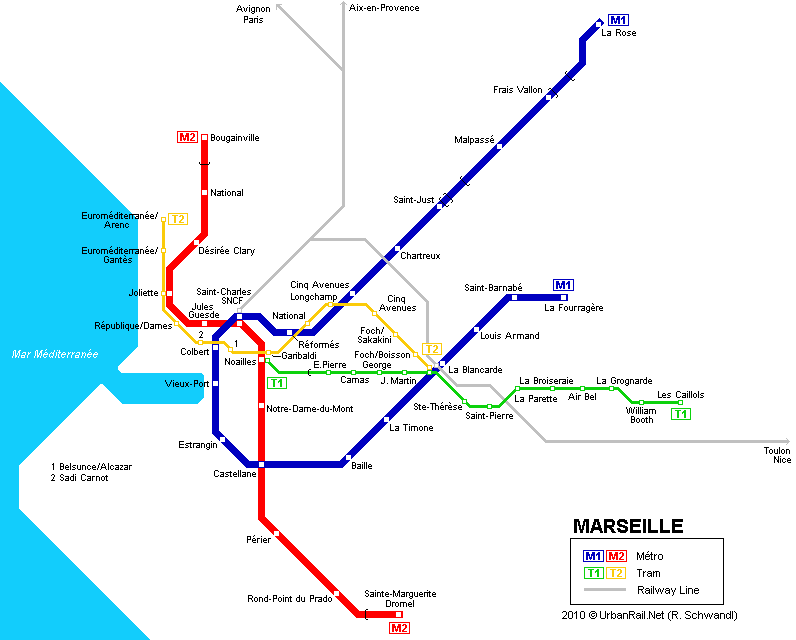 Avignon
Paris
Aix-en-Provence
M1
La Rose
Frais Vallon
M2
Bougainville
Malpassé
National
Saint-Just
Euroméditerranée/
Arenc
T2
Euroméditerranée/
Gantès
Désirée Clary
Chartreux
Joliette
Saint-Charles
SNCF
Cinq Avenues
Longchamp
Saint-Barnabé
M1
La Fourragère
Jules
Guesde
National
Cinq
Avenues
République/Dames
2
1
Réformés
Foch/
Sakakini
Louis Armand
Mar Méditerranée
Colbert
Noailles
Garibaldi
Foch/Boisson
George
T2
La Blancarde
E.Pierre
Camas
J. Martin
Vieux-Port
T1
La Broiseraie
La Grognarde
Les Caillols
La Parette
Air Bel
William
Booth
T1
Notre-Dame-du-Mont
Ste-Thérèse
Saint-Pierre
La Timone
Estrangin
Toulon
Nice
1 Belsunce/Alcazar
2 Sadi Carnot
Castellane
Baille
Périer
Rond-Point du Prado
Sainte-Marguerite
Dromel
M2
MARSEILLE
M1 M2 Métro
T1 T2 Tram
Railway Line
2010 © UrbanRail.Net (R. Schwandl)